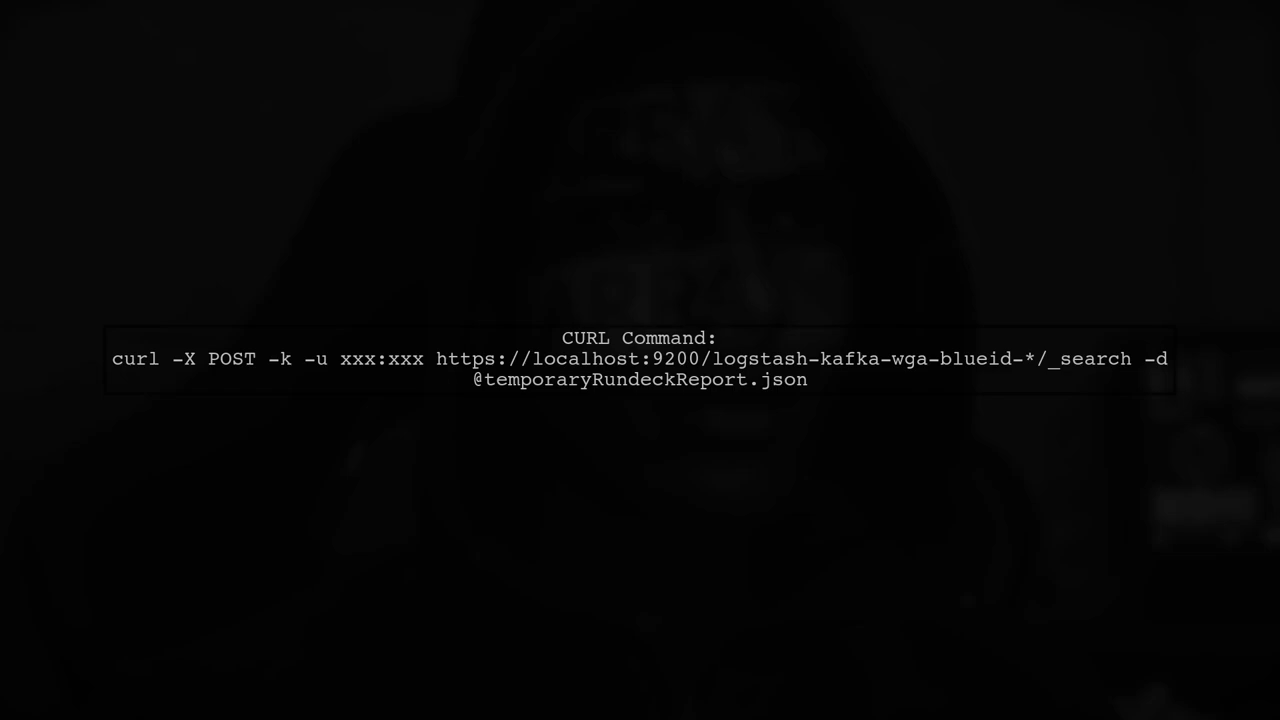 CURL Command:
curl -X POST -k -u xxx:xxx https://localhost:9200/logstash-kafka-wga-blueid-*/_search -d
@temporaryRundeckReport.json